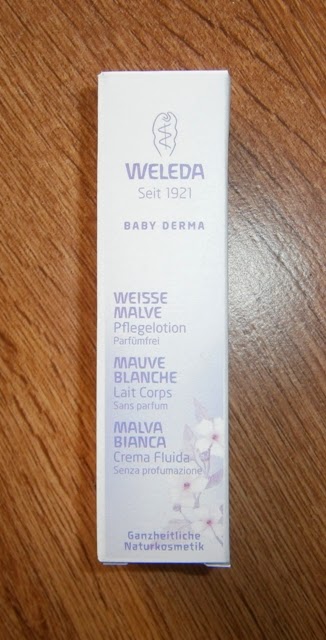 WELEDA
Seit 1921
BABY DERMA
WEISSE
MALVE
Pflegelotion
Parfümfrei
MAUVE
BLANCHE
Lait Corps
Sans parfum
MALVA
BIANCA
Crema Fluida
Senza profumazione
Ganzheitliche
Naturkosmetik